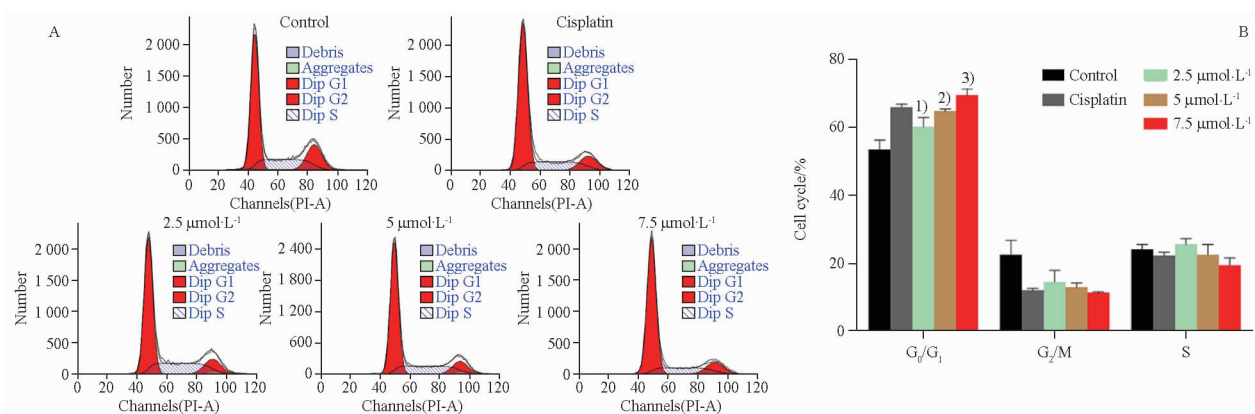 A
Control
Number
2 000
1 500
1 000
500
0
Debris
Aggregates
Dip G1
Dip G2
Dip S
0 20 40 60 80 100 120
Channels(PI-A)
Cisplatin
Number
2 000
1 500
1 000
500
0
Debris
Aggregates
Dip G1
Dip G2
Dip S
0 20 40 60 80 100 120
Channels(PI-A)
2.5 μmol·L⁻¹
Number
2 000
1 500
1 000
500
0
Debris
Aggregates
Dip G1
Dip G2
Dip S
0 20 40 60 80 100 120
Channels(PI-A)
5 μmol·L⁻¹
Number
2 400
1 800
1 200
600
0
Debris
Aggregates
Dip G1
Dip G2
Dip S
0 20 40 60 80 100 120
Channels(PI-A)
7.5 μmol·L⁻¹
Number
2 000
1 500
1 000
500
0
Debris
Aggregates
Dip G1
Dip G2
Dip S
0 20 40 60 80 100 120
Channels(PI-A)
B
Cell cycle/%
80
60
40
20
0
Control
Cisplatin
2.5 μmol·L⁻¹
5 μmol·L⁻¹
7.5 μmol·L⁻¹
1) 2) 3)
G₀/G₁ G₂/M S